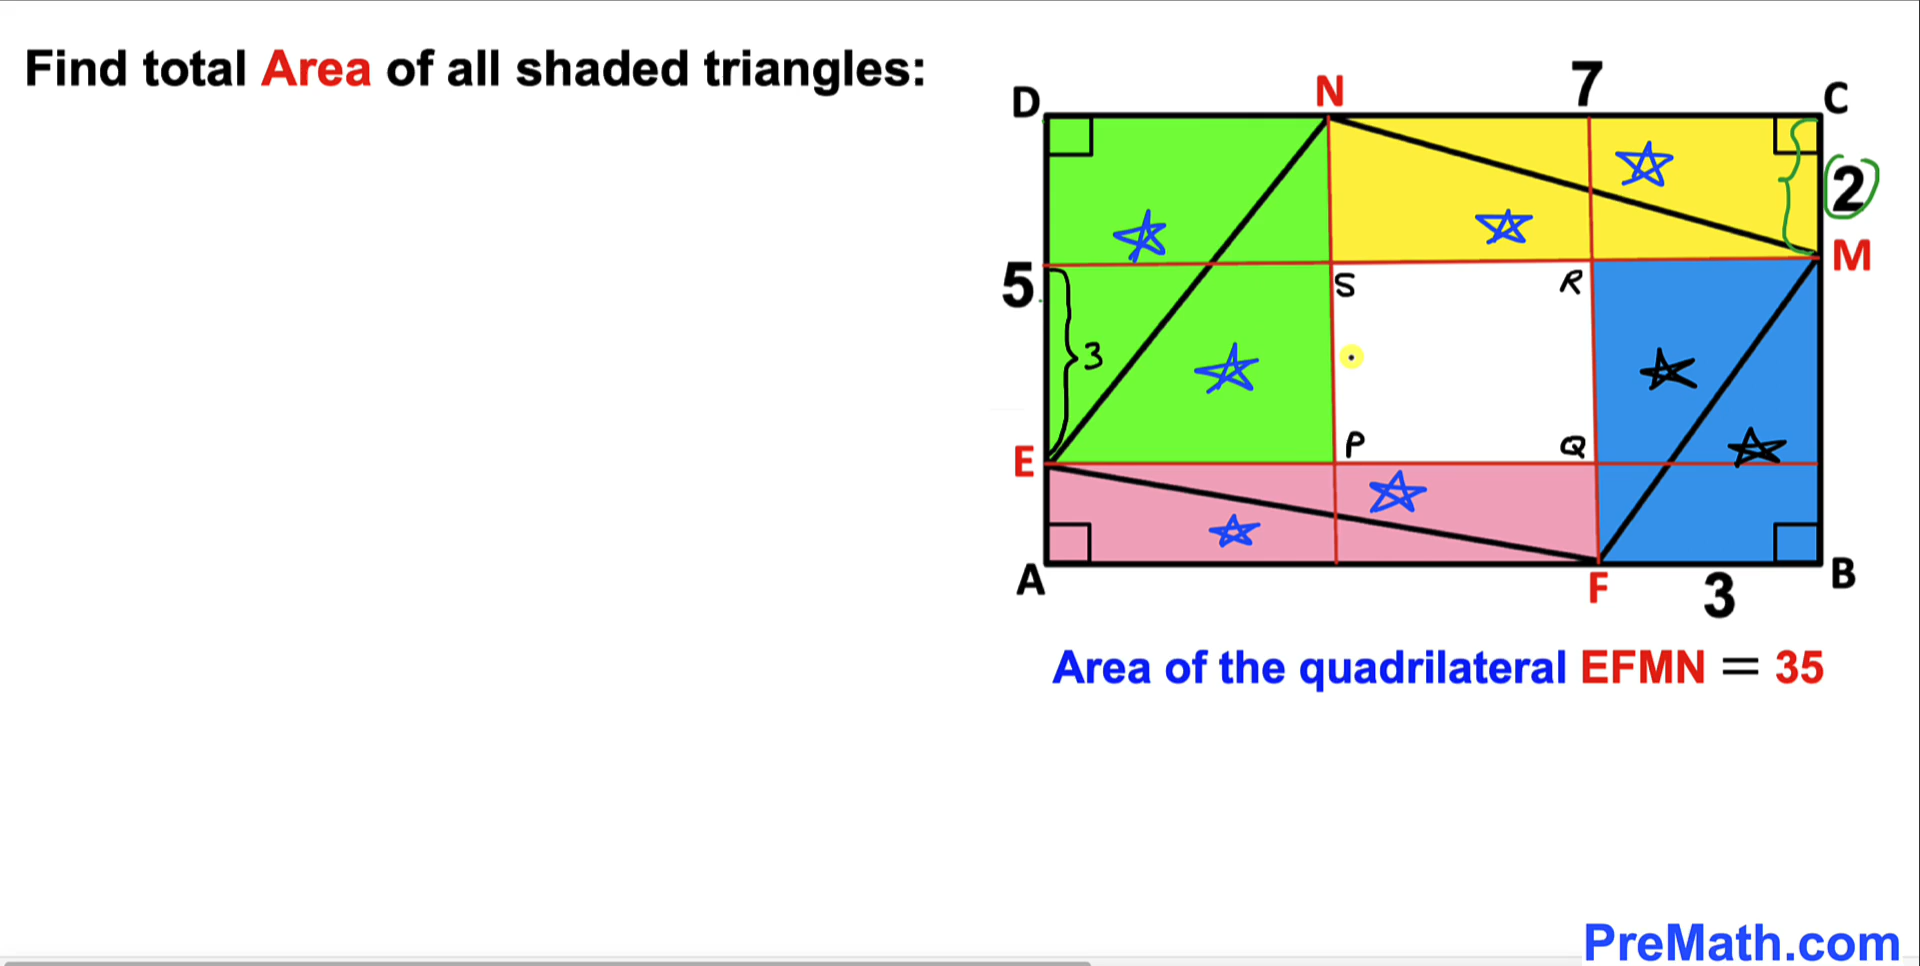 Find total Area of all shaded triangles:
D
N
7
C
2
M
5
S
R
3
P
Q
E
A
F
3
B
Area of the quadrilateral EFMN = 35
PreMath.com